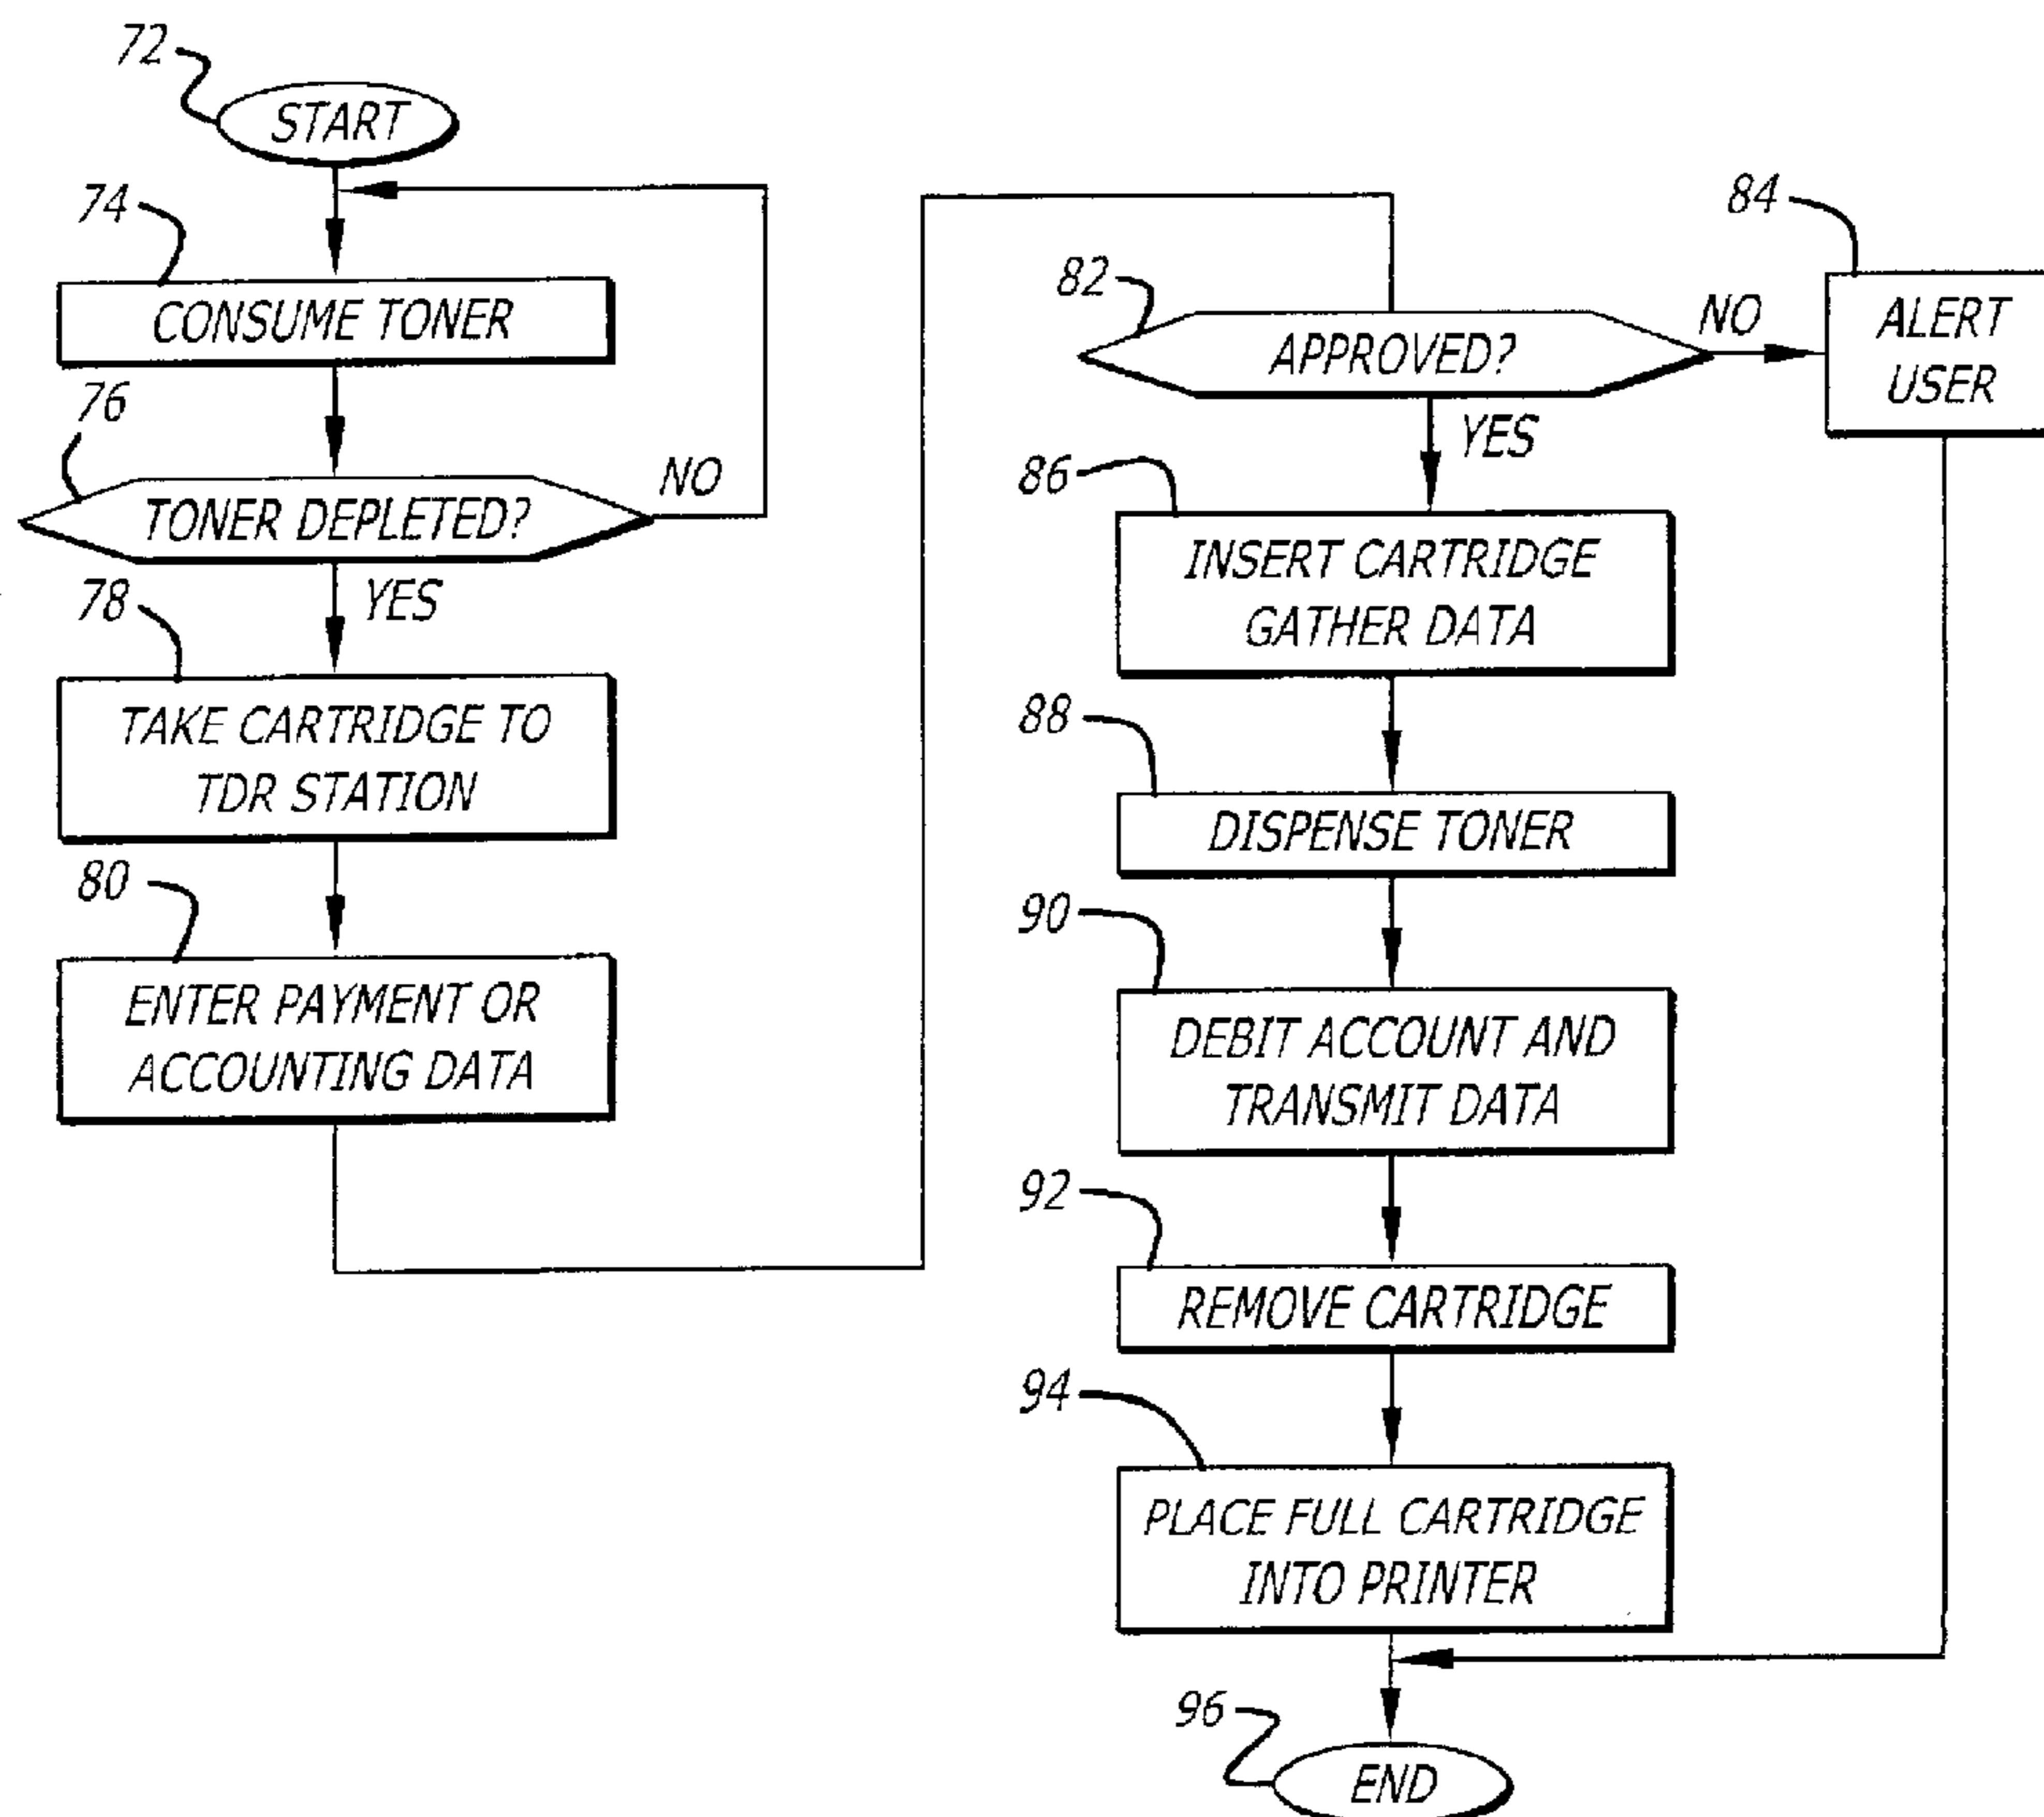 72
START
74
CONSUME TONER
76
TONER DEPLETED?
NO
YES
78
TAKE CARTRIDGE TO
TDR STATION
80
ENTER PAYMENT OR
ACCOUNTING DATA
82
APPROVED?
NO
84
ALERT
USER
YES
86
INSERT CARTRIDGE
GATHER DATA
88
DISPENSE TONER
90
DEBIT ACCOUNT AND
TRANSMIT DATA
92
REMOVE CARTRIDGE
94
PLACE FULL CARTRIDGE
INTO PRINTER
96
END